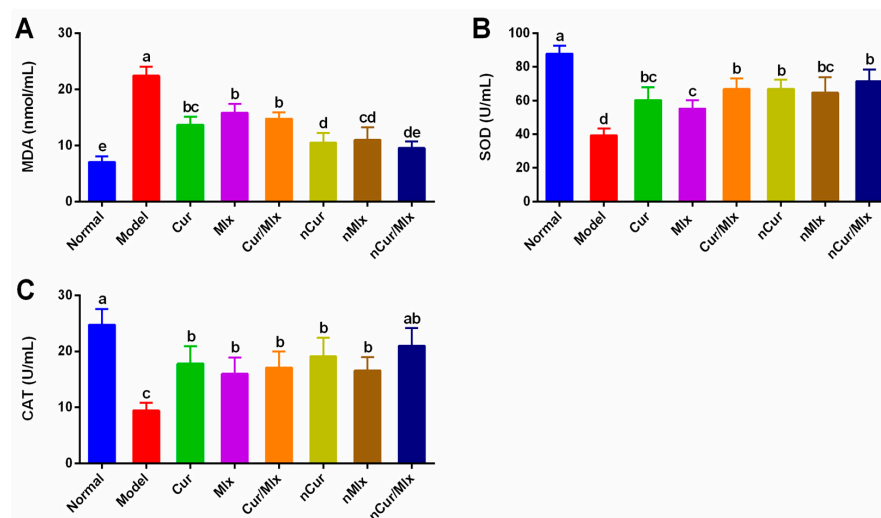 A
MDA (nmol/mL)
30
20
10
0
e
a
bc
b
b
d
cd
de
Normal
Model
Cur
Mlx
Cur/Mlx
nCur
nMlx
nCur/Mlx
B
SOD (U/mL)
100
80
60
40
20
0
a
d
bc
c
b
b
bc
b
Normal
Model
Cur
Mlx
Cur/Mlx
nCur
nMlx
nCur/Mlx
C
CAT (U/mL)
30
20
10
0
a
c
b
b
b
b
b
ab
Normal
Model
Cur
Mlx
Cur/Mlx
nCur
nMlx
nCur/Mlx